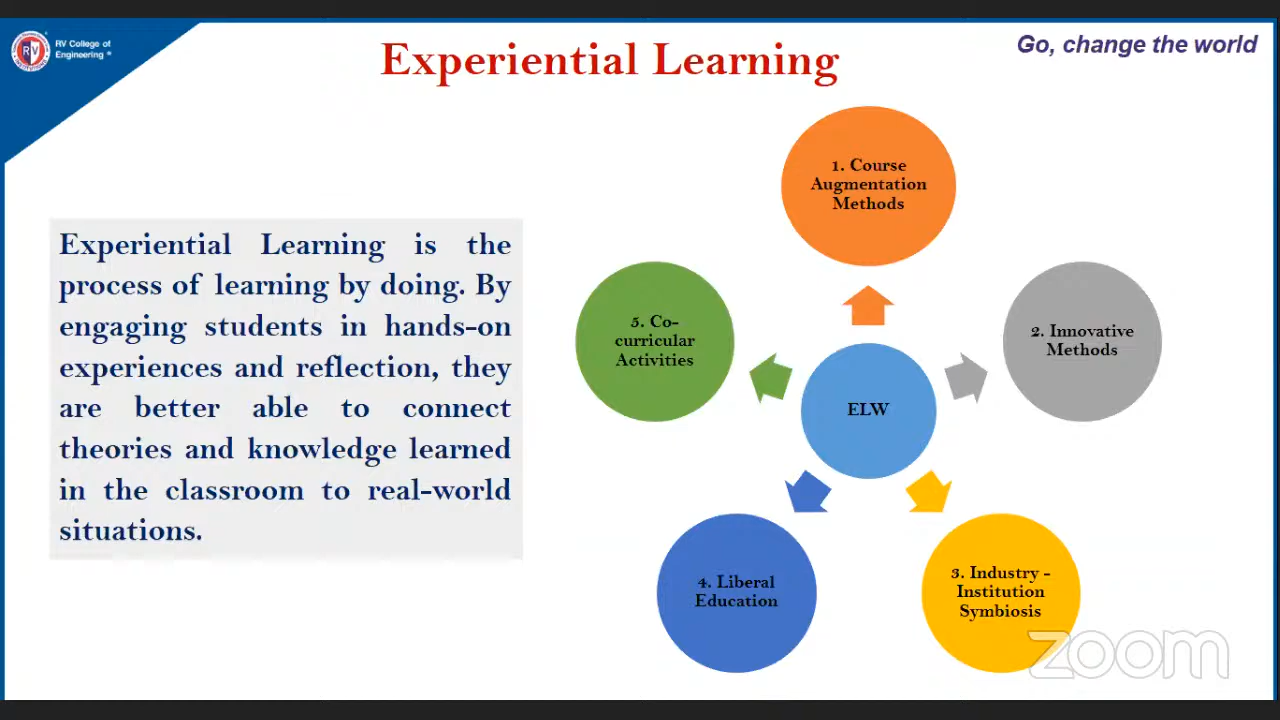 RV College of
Engineering
Go, change the world
Experiential Learning
Experiential Learning is the
process of learning by doing. By
engaging students in hands-on
experiences and reflection, they
are better able to connect
theories and knowledge learned
in the classroom to real-world
situations.
1. Course
Augmentation
Methods
2. Innovative
Methods
3. Industry -
Institution
Symbiosis
4. Liberal
Education
5. Co-
curricular
Activities
ELW
zoom